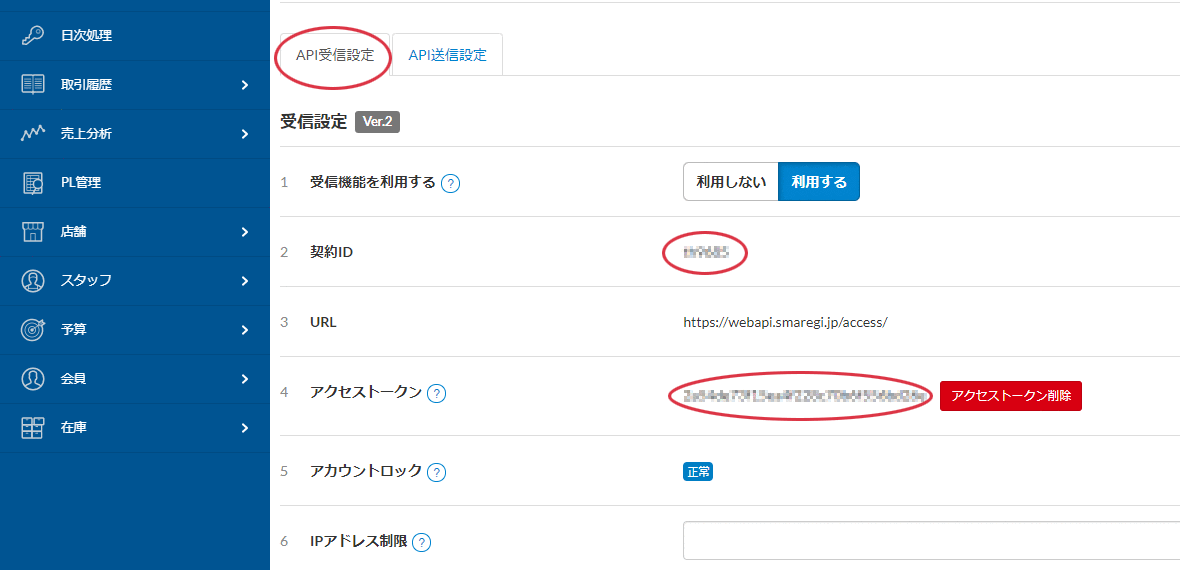 日次処理
取引履歴
売上分析
PL管理
店舗
スタッフ
予算
会員
在庫
API受信設定 API送信設定
受信設定 Ver.2
1 受信機能を利用する ? 利用しない 利用する
2 契約ID
3 URL https://webapi.smaregi.jp/access/
4 アクセストークン ? アクセストークン削除
5 アカウントロック ? 正常
6 IPアドレス制限 ?